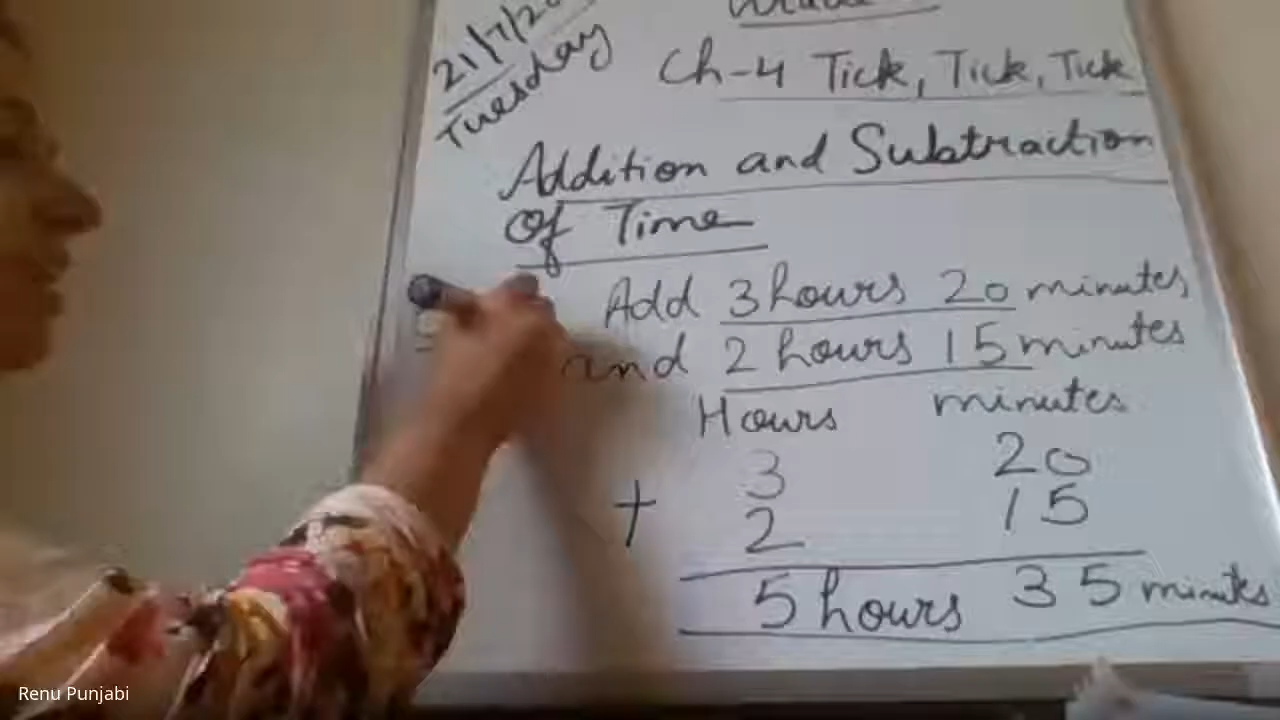 21/7/20
Tuesday
Ch-4 Tick, Tick, Tick
Addition and Subtraction
Of Time
Add 3 hours 20 minutes
and 2 hours 15 minutes
Hours minutes
3 20
+ 2 15
5 hours 35 minutes
Renu Punjabi